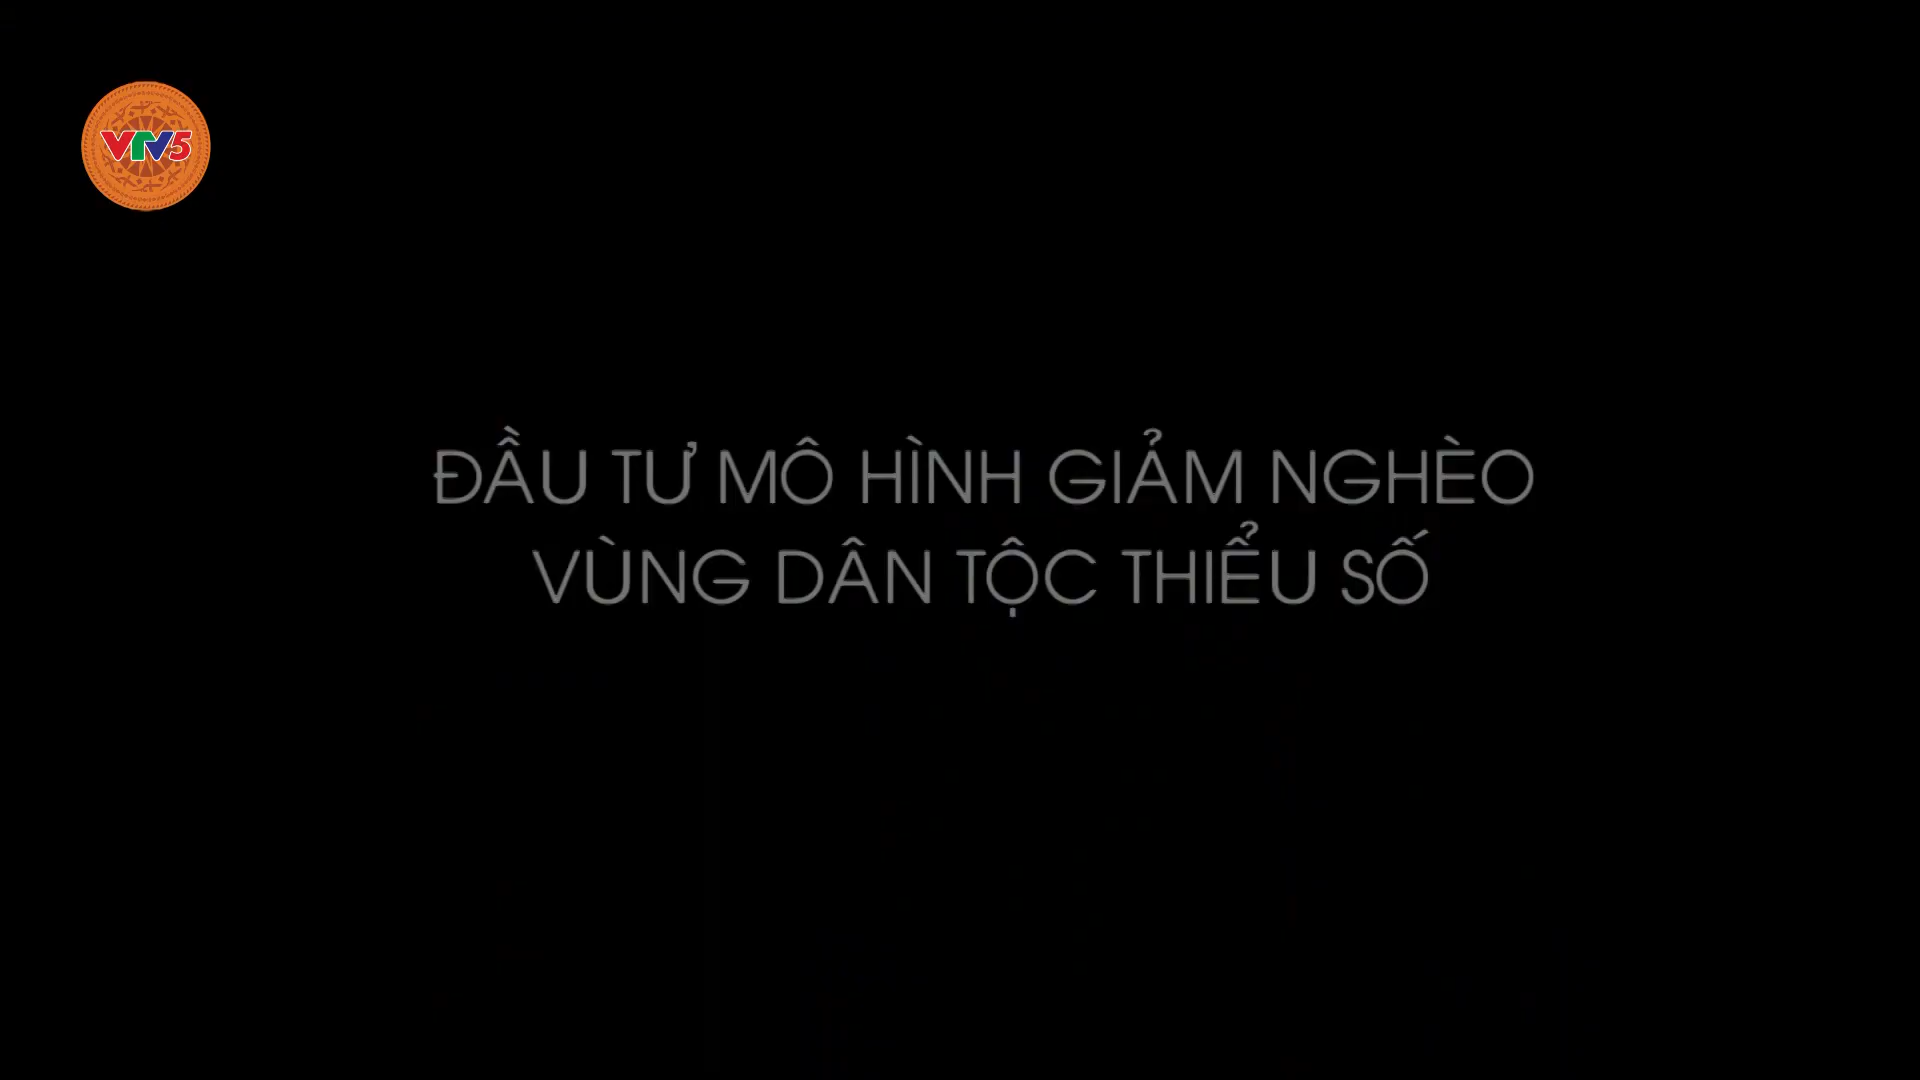 VTV5
ĐẦU TƯ MÔ HÌNH GIẢM NGHÈO
VÙNG DÂN TỘC THIỂU SỐ